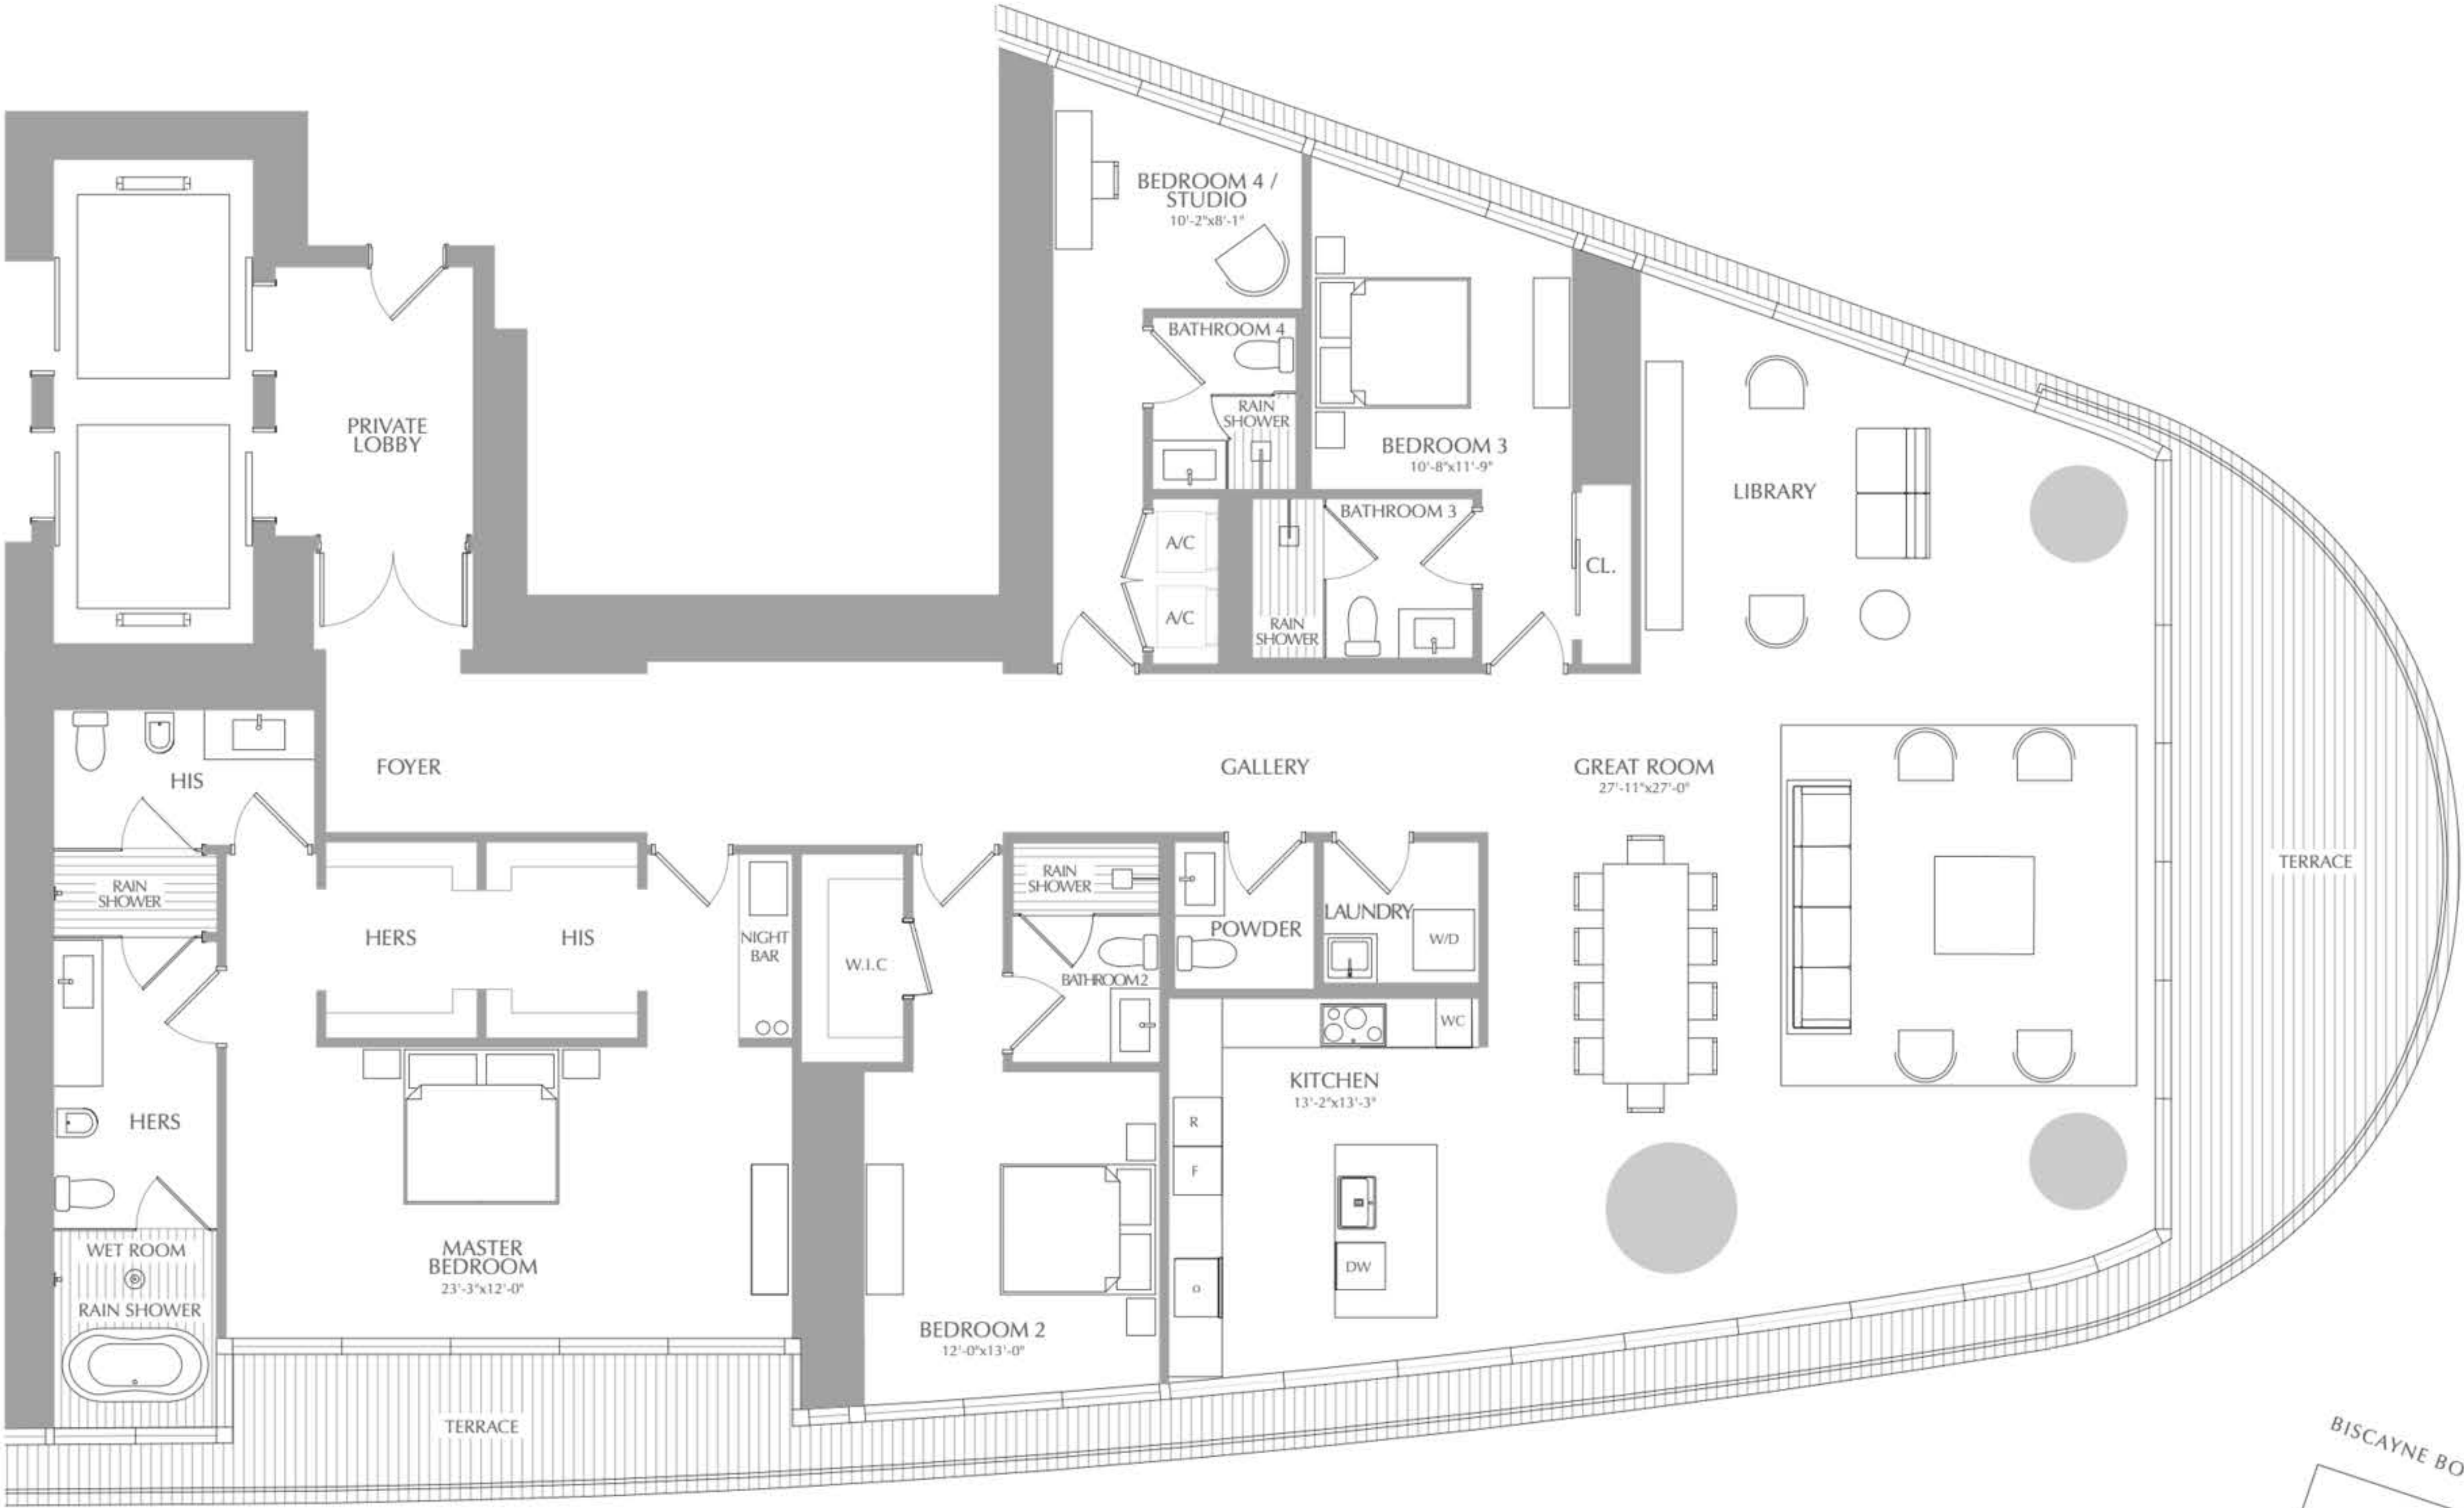 BEDROOM 4 /
STUDIO
10'-2"x8'-1"
BATHROOM 4
RAIN
SHOWER
BEDROOM 3
10'-8"x11'-9"
PRIVATE
LOBBY
LIBRARY
A/C
A/C
BATHROOM 3
RAIN
SHOWER
CL.
HIS
FOYER
GALLERY
GREAT ROOM
27'-11"x27'-0"
TERRACE
RAIN
SHOWER
HERS
HIS
NIGHT
BAR
W.I.C
RAIN
SHOWER
BATHROOM2
POWDER
LAUNDRY
W/D
WC
KITCHEN
13'-2"x13'-3"
R
F
O
DW
HERS
WET ROOM
RAIN SHOWER
MASTER
BEDROOM
23'-3"x12'-0"
BEDROOM 2
12'-0"x13'-0"
TERRACE
BISCAYNE BO